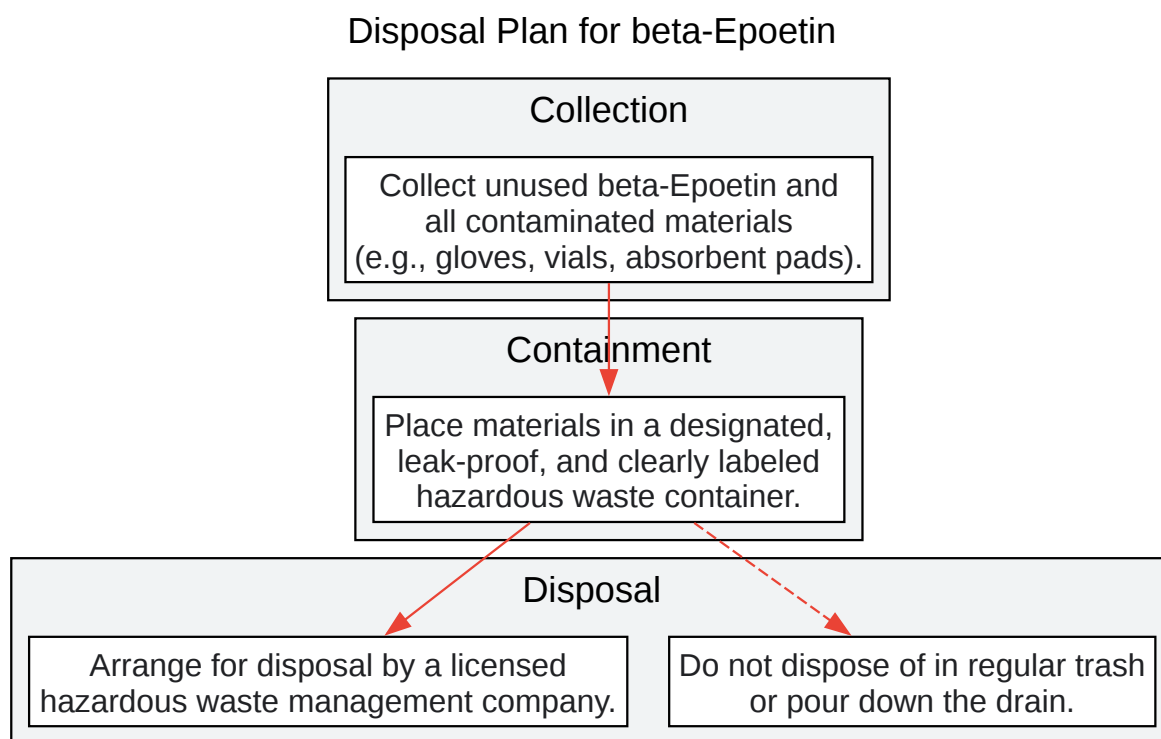 Disposal Plan for beta-Epoetin
Collection
Collect unused beta-Epoetin and
all contaminated materials
(e.g., gloves, vials, absorbent pads).
Containment
Place materials in a designated,
leak-proof, and clearly labeled
hazardous waste container.
Disposal
Arrange for disposal by a licensed
hazardous waste management company.
Do not dispose of in regular trash
or pour down the drain.